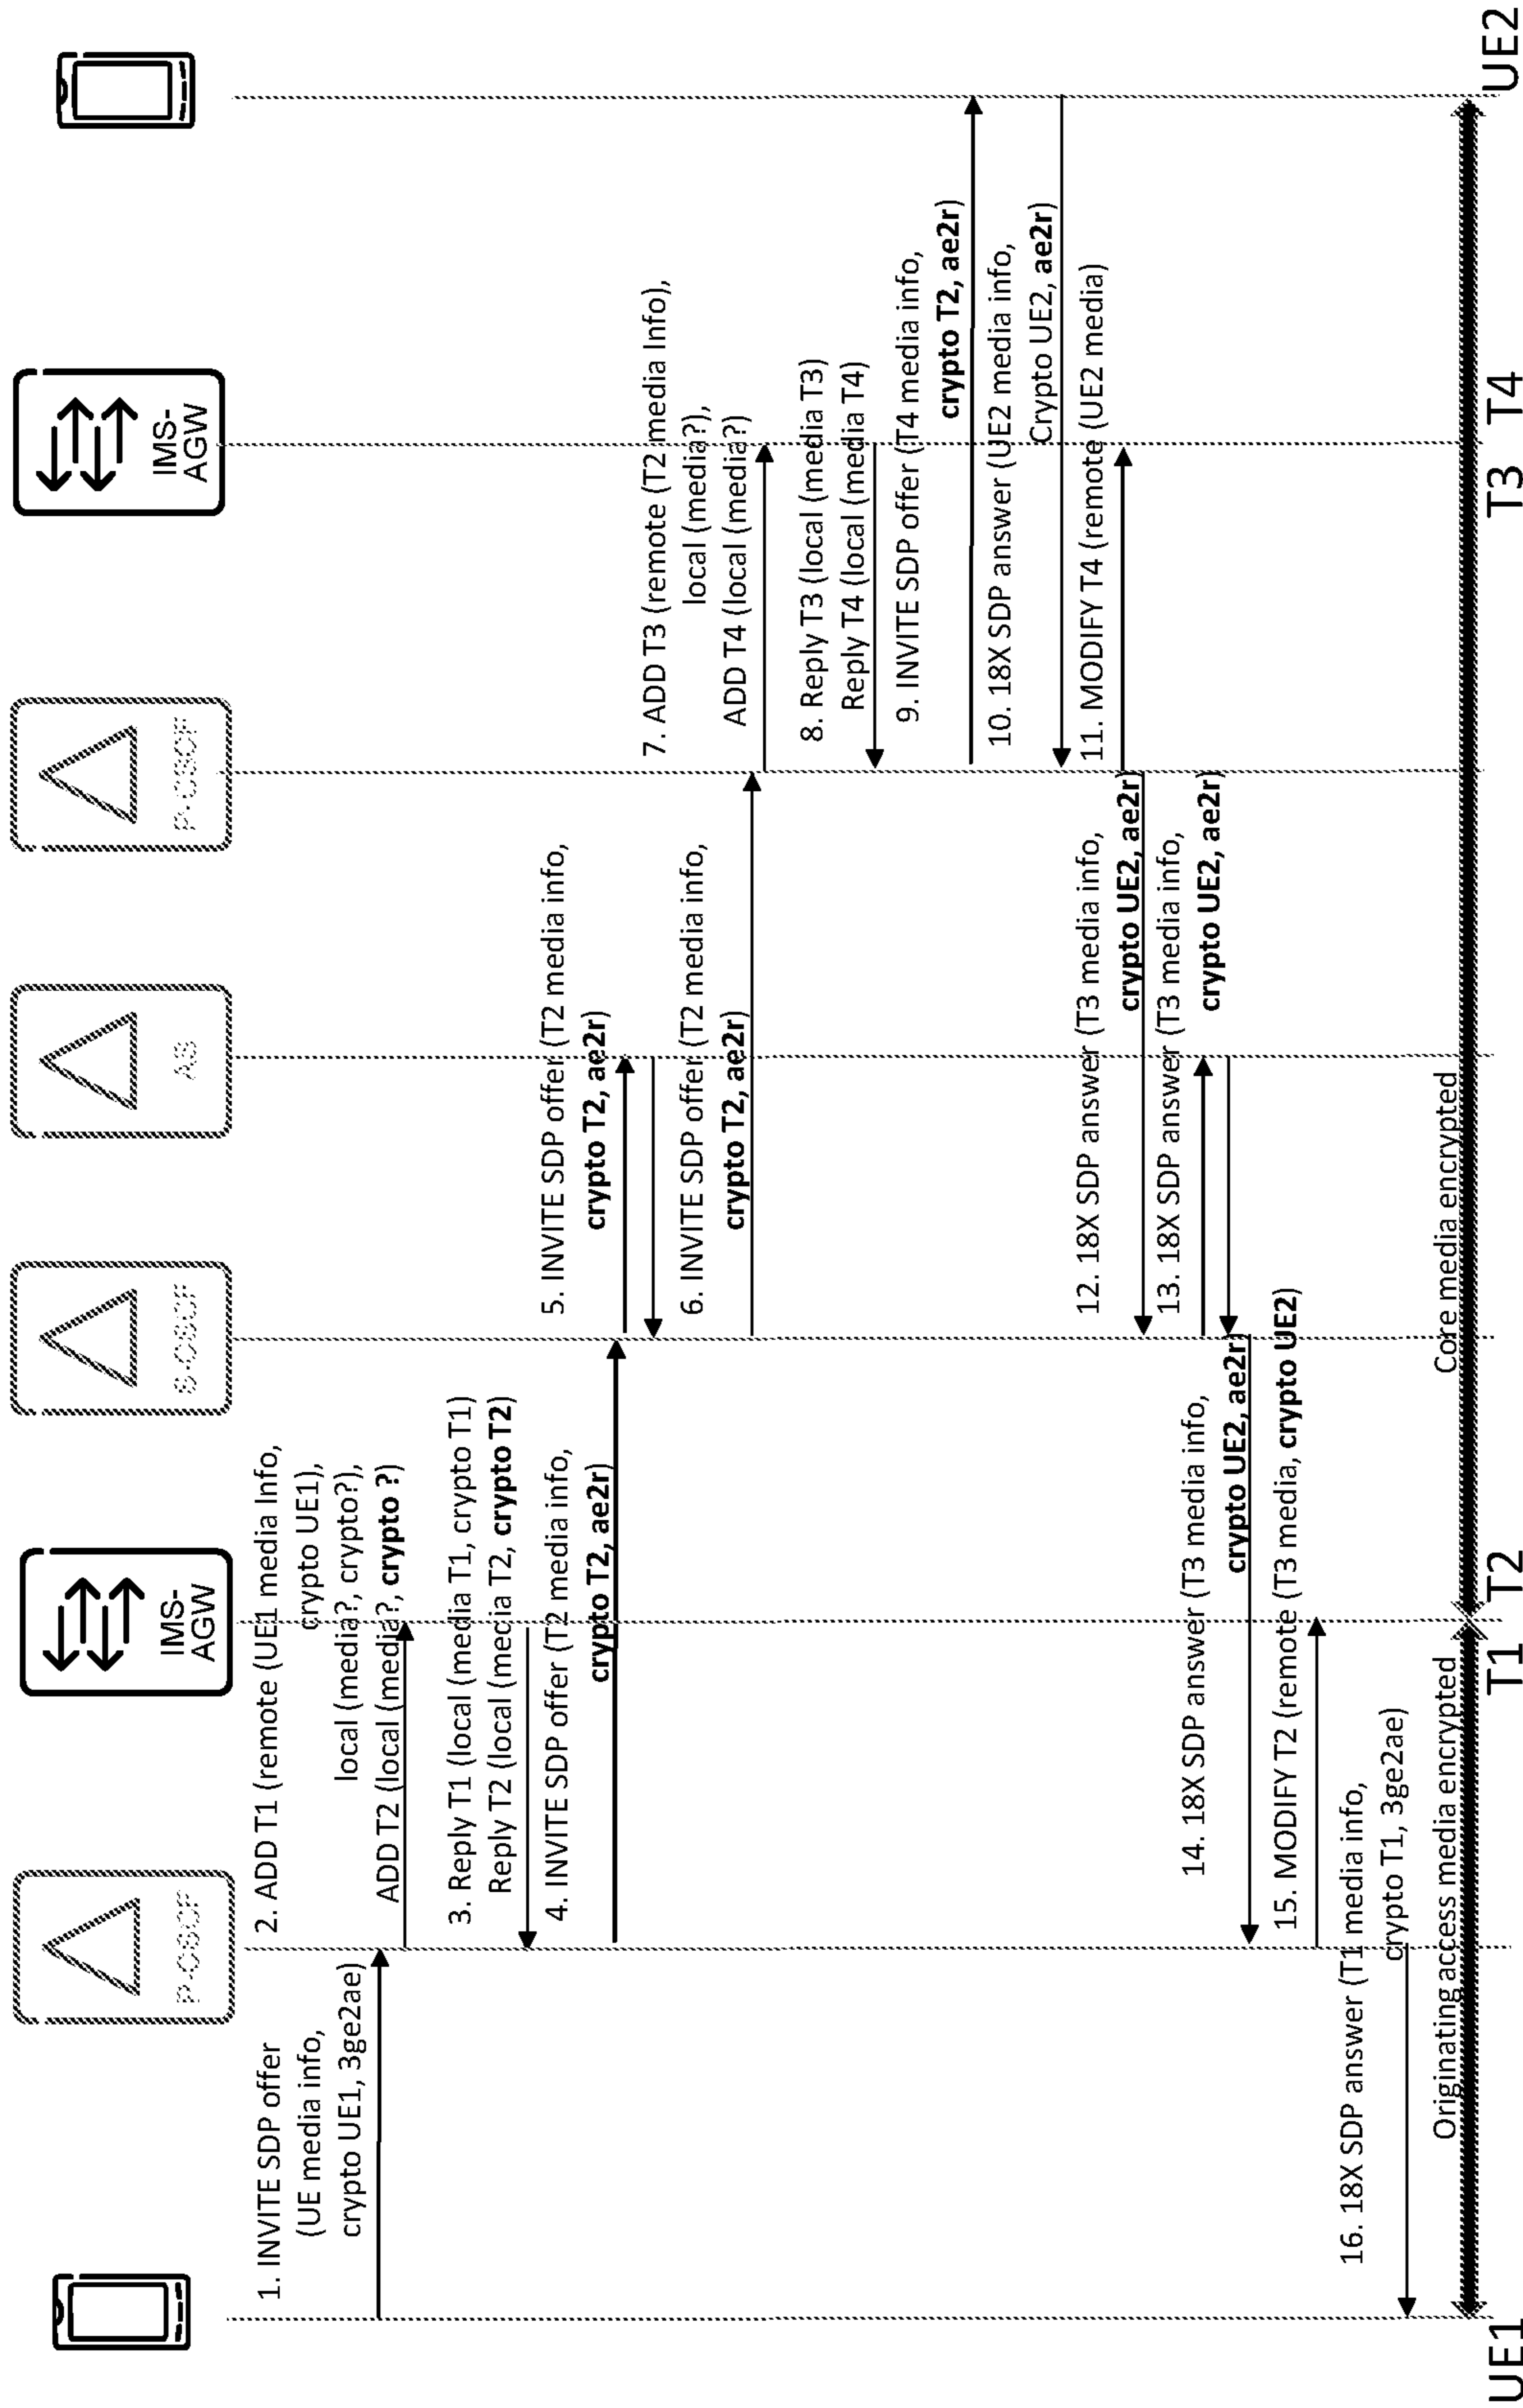 P-CSCF
IMS-
AGW
S-CSCF
AS
P-CSCF
IMS-
AGW
1. INVITE SDP offer
(UE media info,
crypto UE1, 3ge2ae)
2. ADD T1 (remote (UE1 media Info,
crypto UE1),
local (media?, crypto?),
ADD T2 (local (media?, crypto ?)
3. Reply T1 (local (media T1, crypto T1)
Reply T2 (local (media T2, crypto T2)
4. INVITE SDP offer (T2 media info,
crypto T2, ae2r)
5. INVITE SDP offer (T2 media info,
crypto T2, ae2r)
6. INVITE SDP offer (T2 media info,
crypto T2, ae2r)
7. ADD T3 (remote (T2 media Info),
local (media?),
ADD T4 (local (media?)
8. Reply T3 (local (media T3)
Reply T4 (local (media T4)
9. INVITE SDP offer (T4 media info,
crypto T2, ae2r)
10. 18X SDP answer (UE2 media info,
Crypto UE2, ae2r)
11. MODIFY T4 (remote (UE2 media)
12. 18X SDP answer (T3 media info,
crypto UE2, ae2r)
13. 18X SDP answer (T3 media info,
crypto UE2, ae2r)
14. 18X SDP answer (T3 media info,
crypto UE2, ae2r)
15. MODIFY T2 (remote (T3 media, crypto UE2)
16. 18X SDP answer (T1 media info,
crypto T1, 3ge2ae)
Originating access media encrypted
Core media encrypted
UE1
T1
T2
T3
T4
UE2